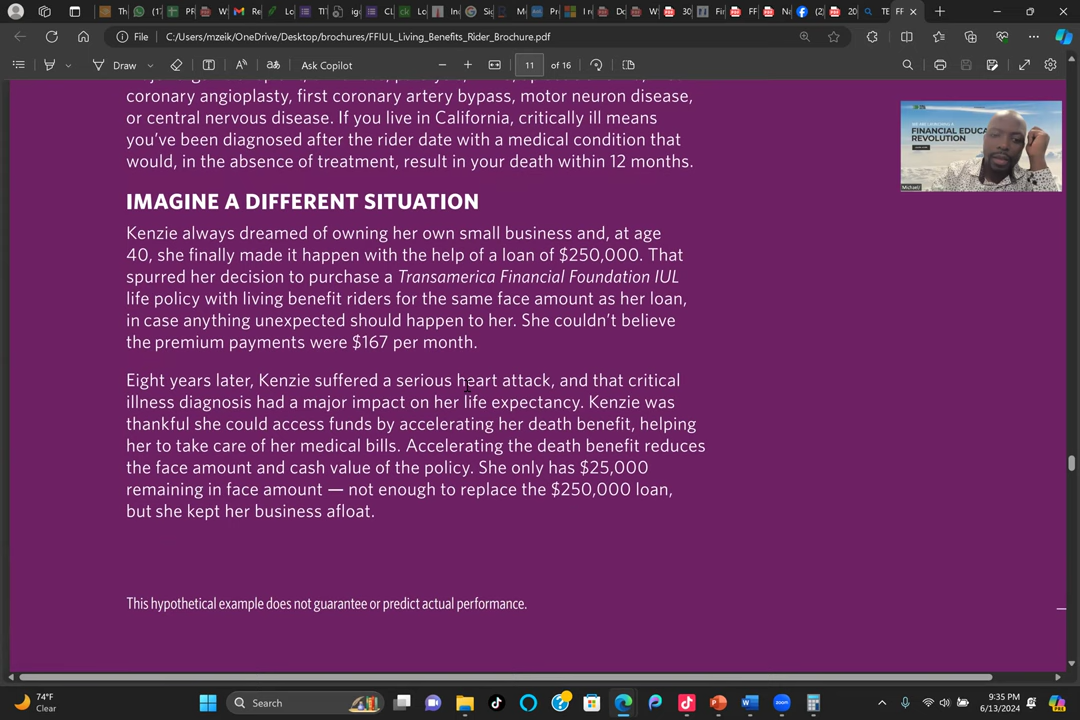 File
C:/Users/mzeik/OneDrive/Desktop/brochures/FFIUL_Living_Benefits_Rider_Brochure.pdf
Draw
Ask Copilot
11 of 16
coronary angioplasty, first coronary artery bypass, motor neuron disease,
or central nervous disease. If you live in California, critically ill means
you've been diagnosed after the rider date with a medical condition that
would, in the absence of treatment, result in your death within 12 months.
IMAGINE A DIFFERENT SITUATION
Kenzie always dreamed of owning her own small business and, at age
40, she finally made it happen with the help of a loan of $250,000. That
spurred her decision to purchase a Transamerica Financial Foundation IUL
life policy with living benefit riders for the same face amount as her loan,
in case anything unexpected should happen to her. She couldn't believe
the premium payments were $167 per month.
Eight years later, Kenzie suffered a serious heart attack, and that critical
illness diagnosis had a major impact on her life expectancy. Kenzie was
thankful she could access funds by accelerating her death benefit, helping
her to take care of her medical bills. Accelerating the death benefit reduces
the face amount and cash value of the policy. She only has $25,000
remaining in face amount — not enough to replace the $250,000 loan,
but she kept her business afloat.
This hypothetical example does not guarantee or predict actual performance.
FINANCIAL EDUCA
REVOLUTION
74°F
Clear
Search
9:35 PM
6/13/2024